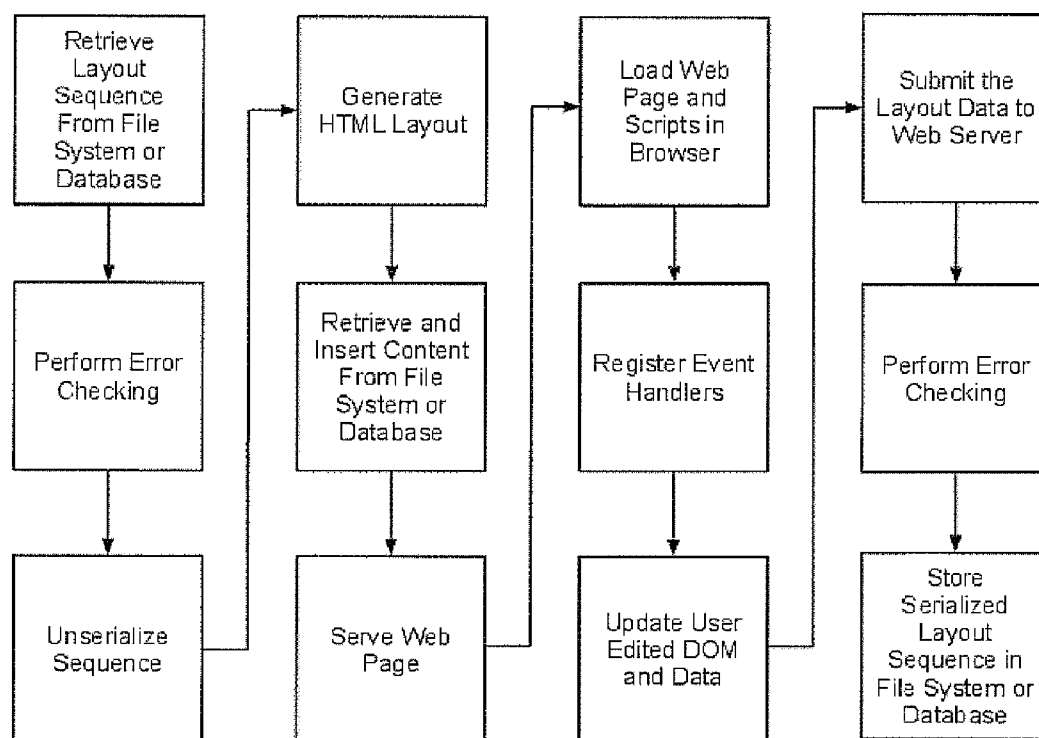 Retrieve
Layout
Sequence
From File
System or
Database
Perform Error
Checking
Unserialize
Sequence
Generate
HTML Layout
Retrieve and
Insert Content
From File
System or
Database
Serve Web
Page
Load Web
Page and
Scripts in
Browser
Register Event
Handlers
Update User
Edited DOM
and Data
Submit the
Layout Data to
Web Server
Perform Error
Checking
Store
Serialized
Layout
Sequence in
File System or
Database